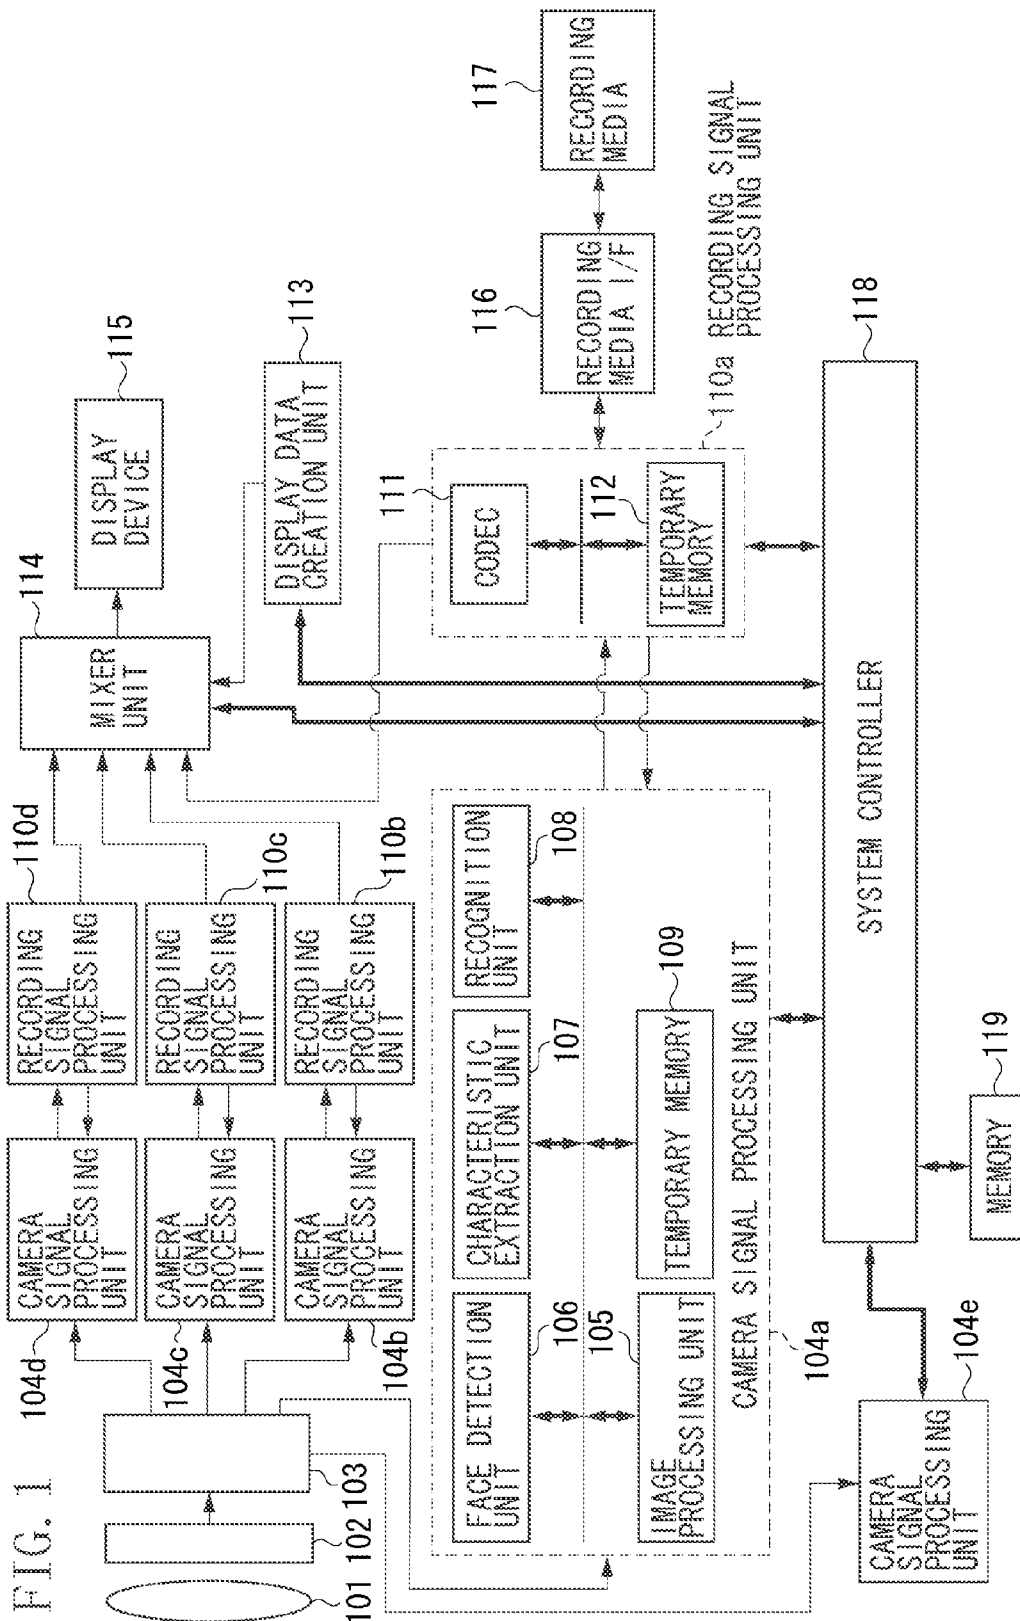 FIG. 1
101
102
103
104d
CAMERA
SIGNAL
PROCESSING
UNIT
104c
CAMERA
SIGNAL
PROCESSING
UNIT
104b
CAMERA
SIGNAL
PROCESSING
UNIT
110d
RECORDING
SIGNAL
PROCESSING
UNIT
110c
RECORDING
SIGNAL
PROCESSING
UNIT
110b
RECORDING
SIGNAL
PROCESSING
UNIT
114
MIXER
UNIT
115
DISPLAY
DEVICE
113
DISPLAY DATA
CREATION UNIT
FACE DETECTION
UNIT
106
CHARACTERISTIC
EXTRACTION UNIT
107
RECOGNITION
UNIT
108
105
IMAGE
PROCESSING UNIT
109
TEMPORARY MEMORY
CAMERA SIGNAL PROCESSING UNIT
104a
111
CODEC
112
TEMPORARY
MEMORY
110a RECORDING SIGNAL
PROCESSING UNIT
116
RECORDING
MEDIA I/F
117
RECORDING
MEDIA
118
SYSTEM CONTROLLER
CAMERA
SIGNAL
PROCESSING
UNIT
104e
MEMORY
119